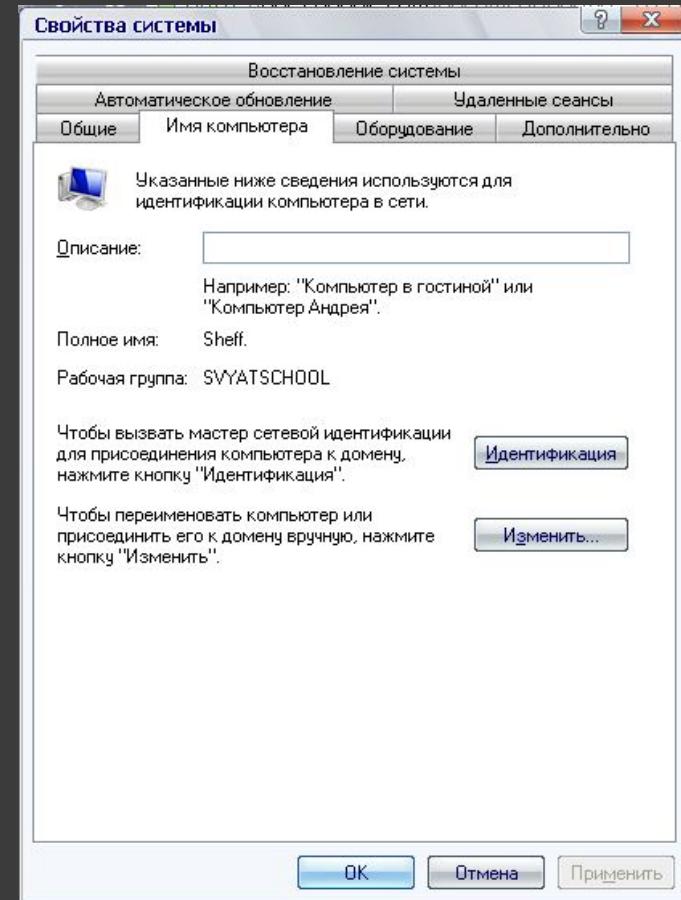 Свойства системы
Восстановление системы
Автоматическое обновление
Удаленные сеансы
Общие
Имя компьютера
Оборудование
Дополнительно
Указанные ниже сведения используются для
идентификации компьютера в сети.
Описание:
Например: "Компьютер в гостиной" или
"Компьютер Андрея".
Полное имя:
Sheff.
Рабочая группа:
SVYATSCHOOL
Чтобы вызвать мастер сетевой идентификации
для присоединения компьютера к домену,
нажмите кнопку "Идентификация".
Идентификация
Чтобы переименовать компьютер или
присоединить его к домену вручную, нажмите
кнопку "Изменить".
Изменить...
ОК
Отмена
Применить